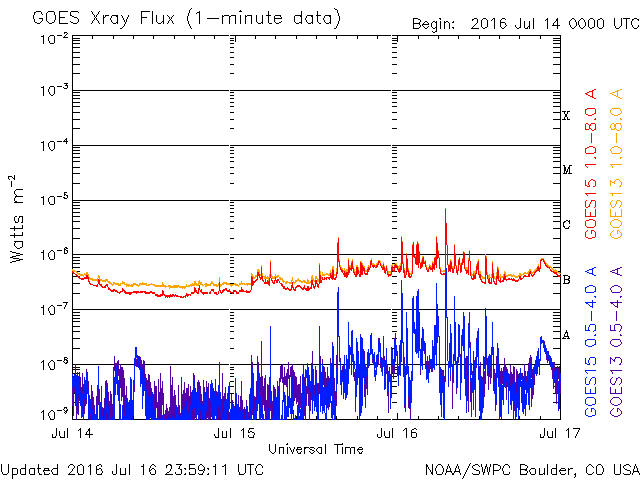 GOES Xray Flux (1-minute data)
Begin: 2016 Jul 14 0000 UTC
10-2
10-3
10-4
10-5
10-6
10-7
10-8
10-9
Watts m-2
X
M
C
B
A
GOES15 1.0-8.0 A
GOES13 1.0-8.0 A
GOES15 0.5-4.0 A
GOES13 0.5-4.0 A
Jul 14
Jul 15
Jul 16
Jul 17
Universal Time
Updated 2016 Jul 16 23:59:11 UTC
NOAA/SWPC Boulder, CO USA